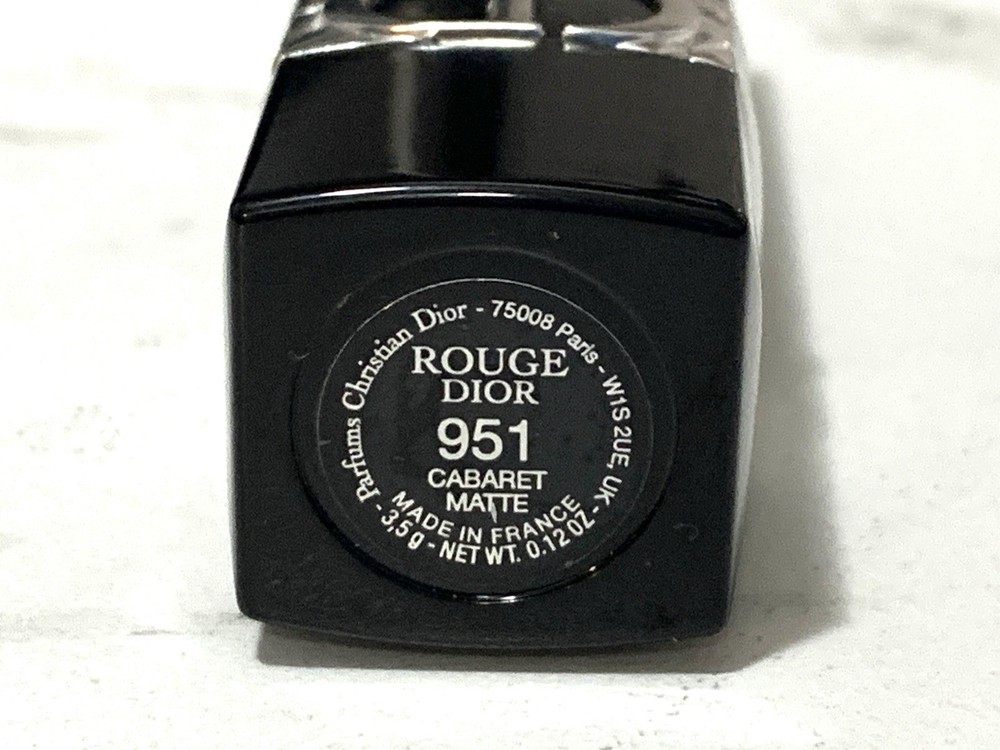 Parfums Christian Dior - 75008 Paris - W1S 2UE, UK -
ROUGE
DIOR
951
CABARET
MATTE
MADE IN FRANCE
3,5 g - NET WT. 0.12 OZ -